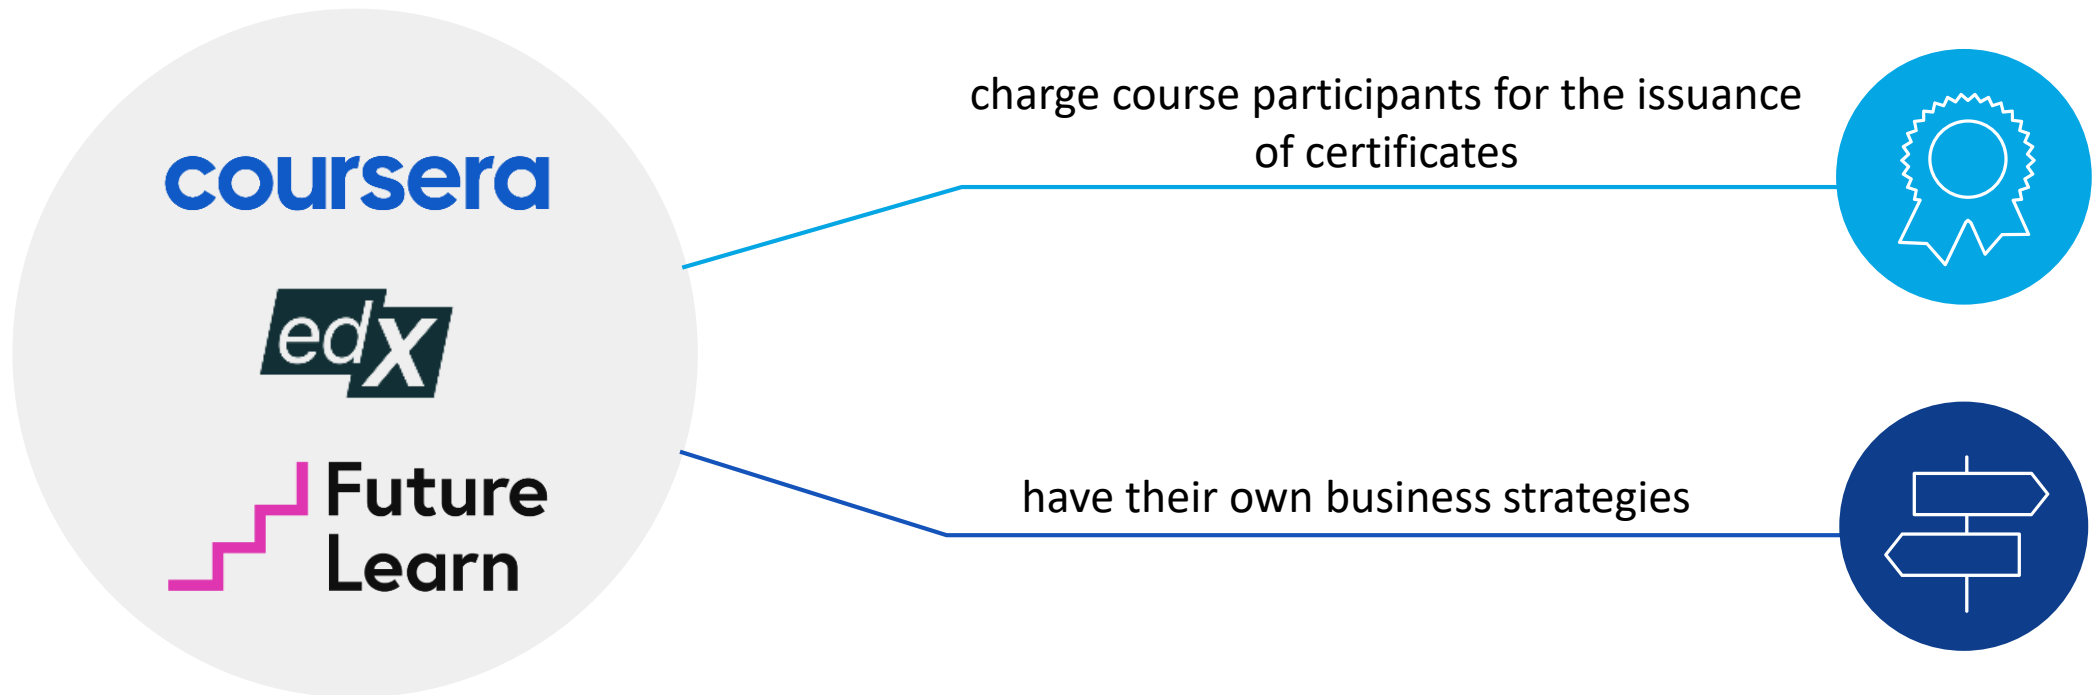 coursera
edX
Future
Learn
charge course participants for the issuance
of certificates
have their own business strategies